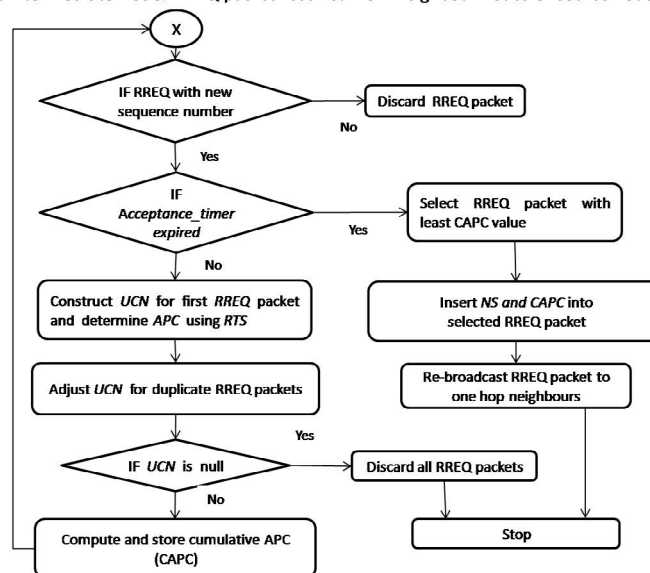 X
IF RREQ with new
sequence number
Discard RREQ packet
No
Yes
IF
Acceptance_timer
expired
Select RREQ packet with
least CAPC value
Yes
No
Construct UCN for first RREQ packet
and determine APC using RTS
Insert NS and CAPC into
selected RREQ packet
Adjust UCN for duplicate RREQ packets
Re-broadcast RREQ packet to
one hop neighbours
Yes
IF UCN is null
Discard all RREQ packets
No
Compute and store cumulative APC
(CAPC)
Stop